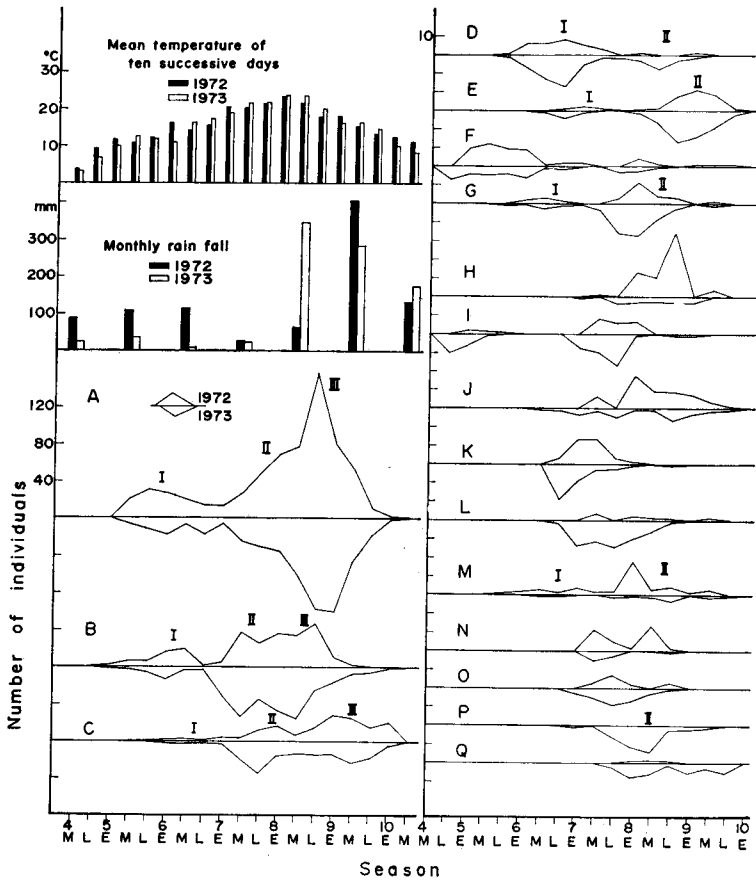 °C
Mean temperature of
ten successive days
1972
1973
30
20
10
mm
300
200
100
Monthly rain fall
1972
1973
A
1972
1973
120
80
40
I
II
III
B
I
II
III
C
I
II
III
Number of individuals
10
D
I
II
E
I
II
F
G
I
II
H
I
J
K
L
M
I
II
N
O
P
II
Q
4 5 6 7 8 9 10
M L E M L E M L E M L E M L E M L E
4 5 6 7 8 9 10
M L E M L E M L E M L E M L E M L E
Season